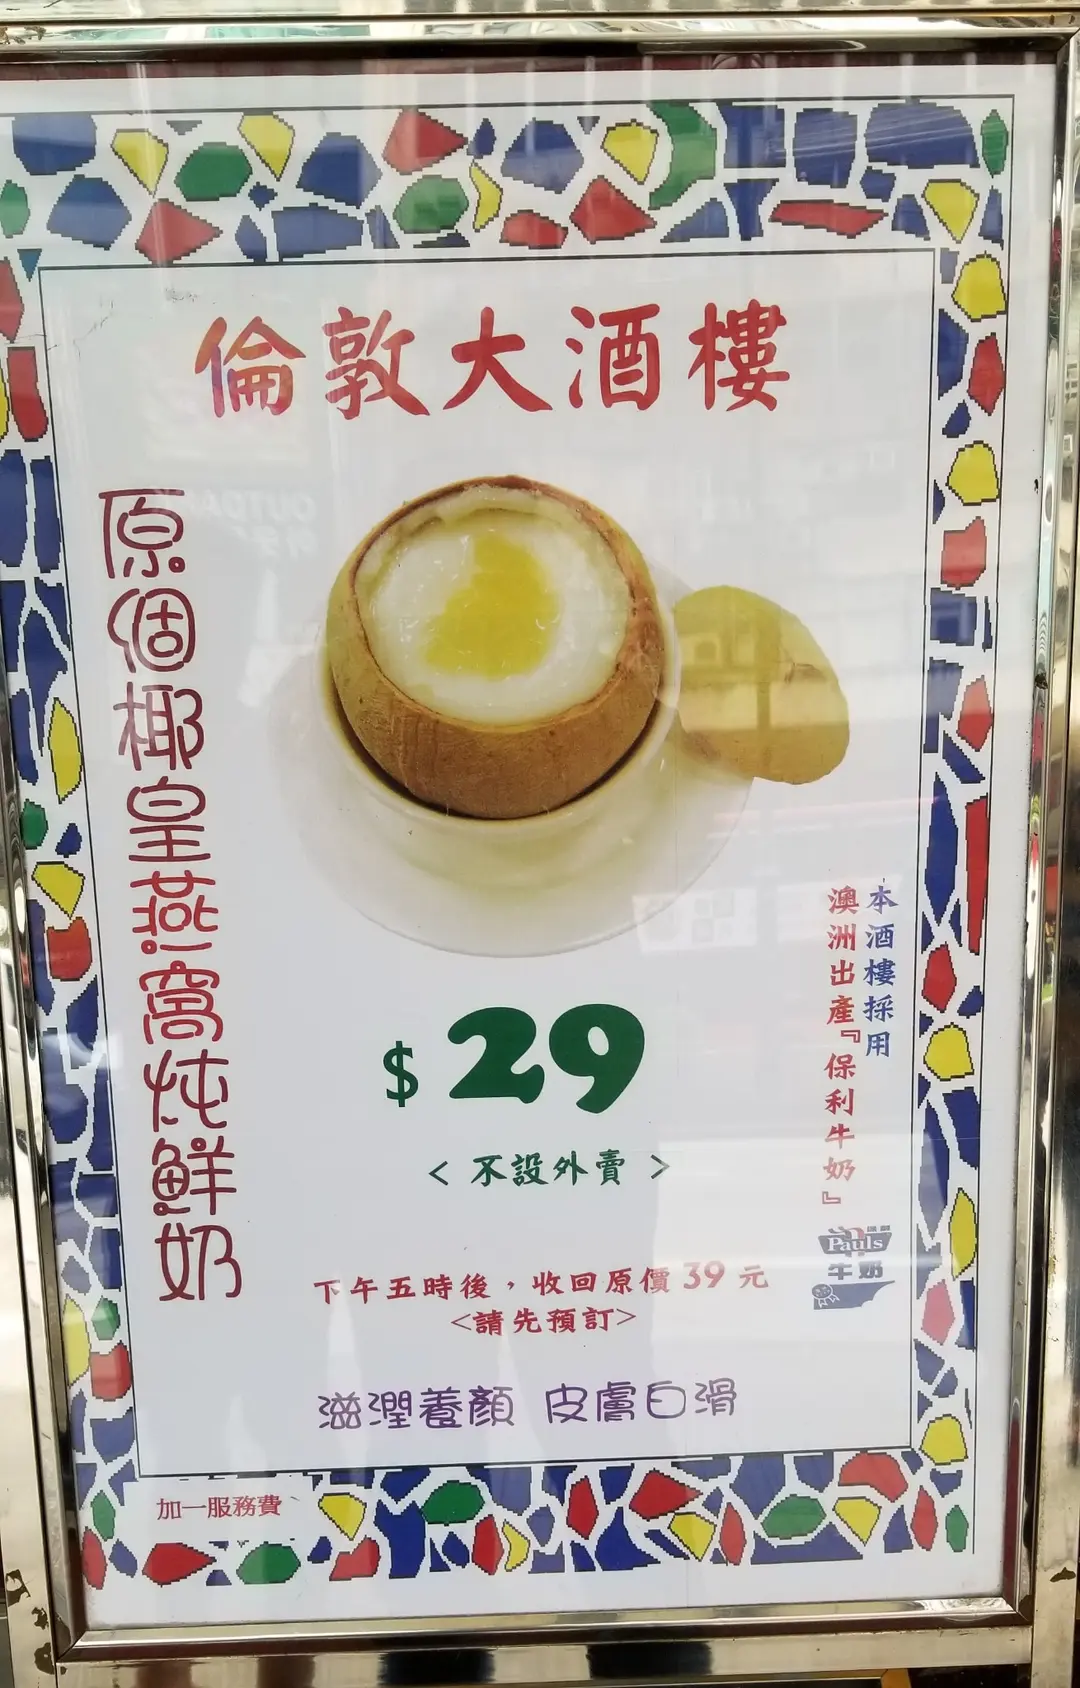 倫敦大酒樓
原個椰皇燕窩炖鮮奶
本酒樓採用
澳洲出產『保利牛奶』
Pauls
牛奶
$29
<不設外賣>
下午五時後，收回原價39元
<請先預訂>
滋潤養顏 皮膚白滑
加一服務費